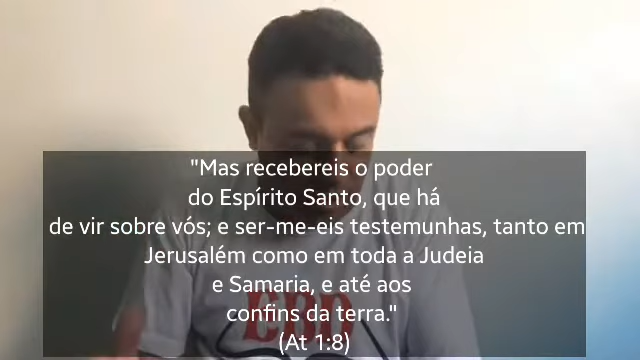 "Mas recebereis o poder
do Espírito Santo, que há
de vir sobre vós; e ser-me-eis testemunhas, tanto em
Jerusalém como em toda a Judeia
e Samaria, e até aos
confins da terra."
(At 1:8)
EBD